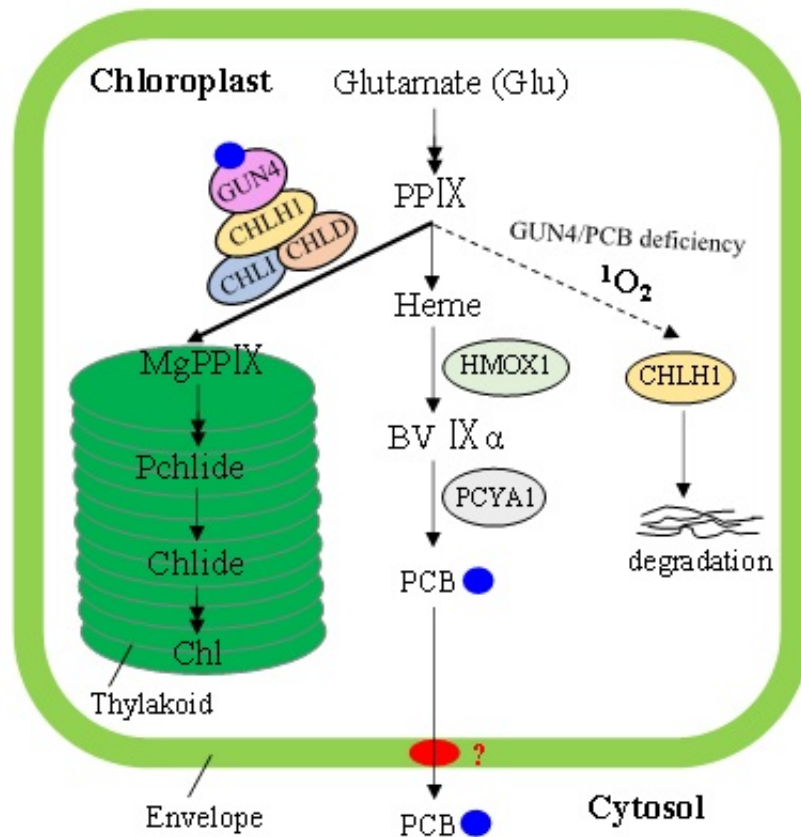 Chloroplast
Glutamate (Glu)
GUN4
CHLH1
CHLD
CHLI
PPIX
GUN4/PCB deficiency
¹O₂
Heme
MgPPIX
HMOX1
CHLH1
BV IX α
Pchlide
PCYA1
Chlide
PCB
degradation
Chl
Thylakoid
?
Envelope
PCB
Cytosol